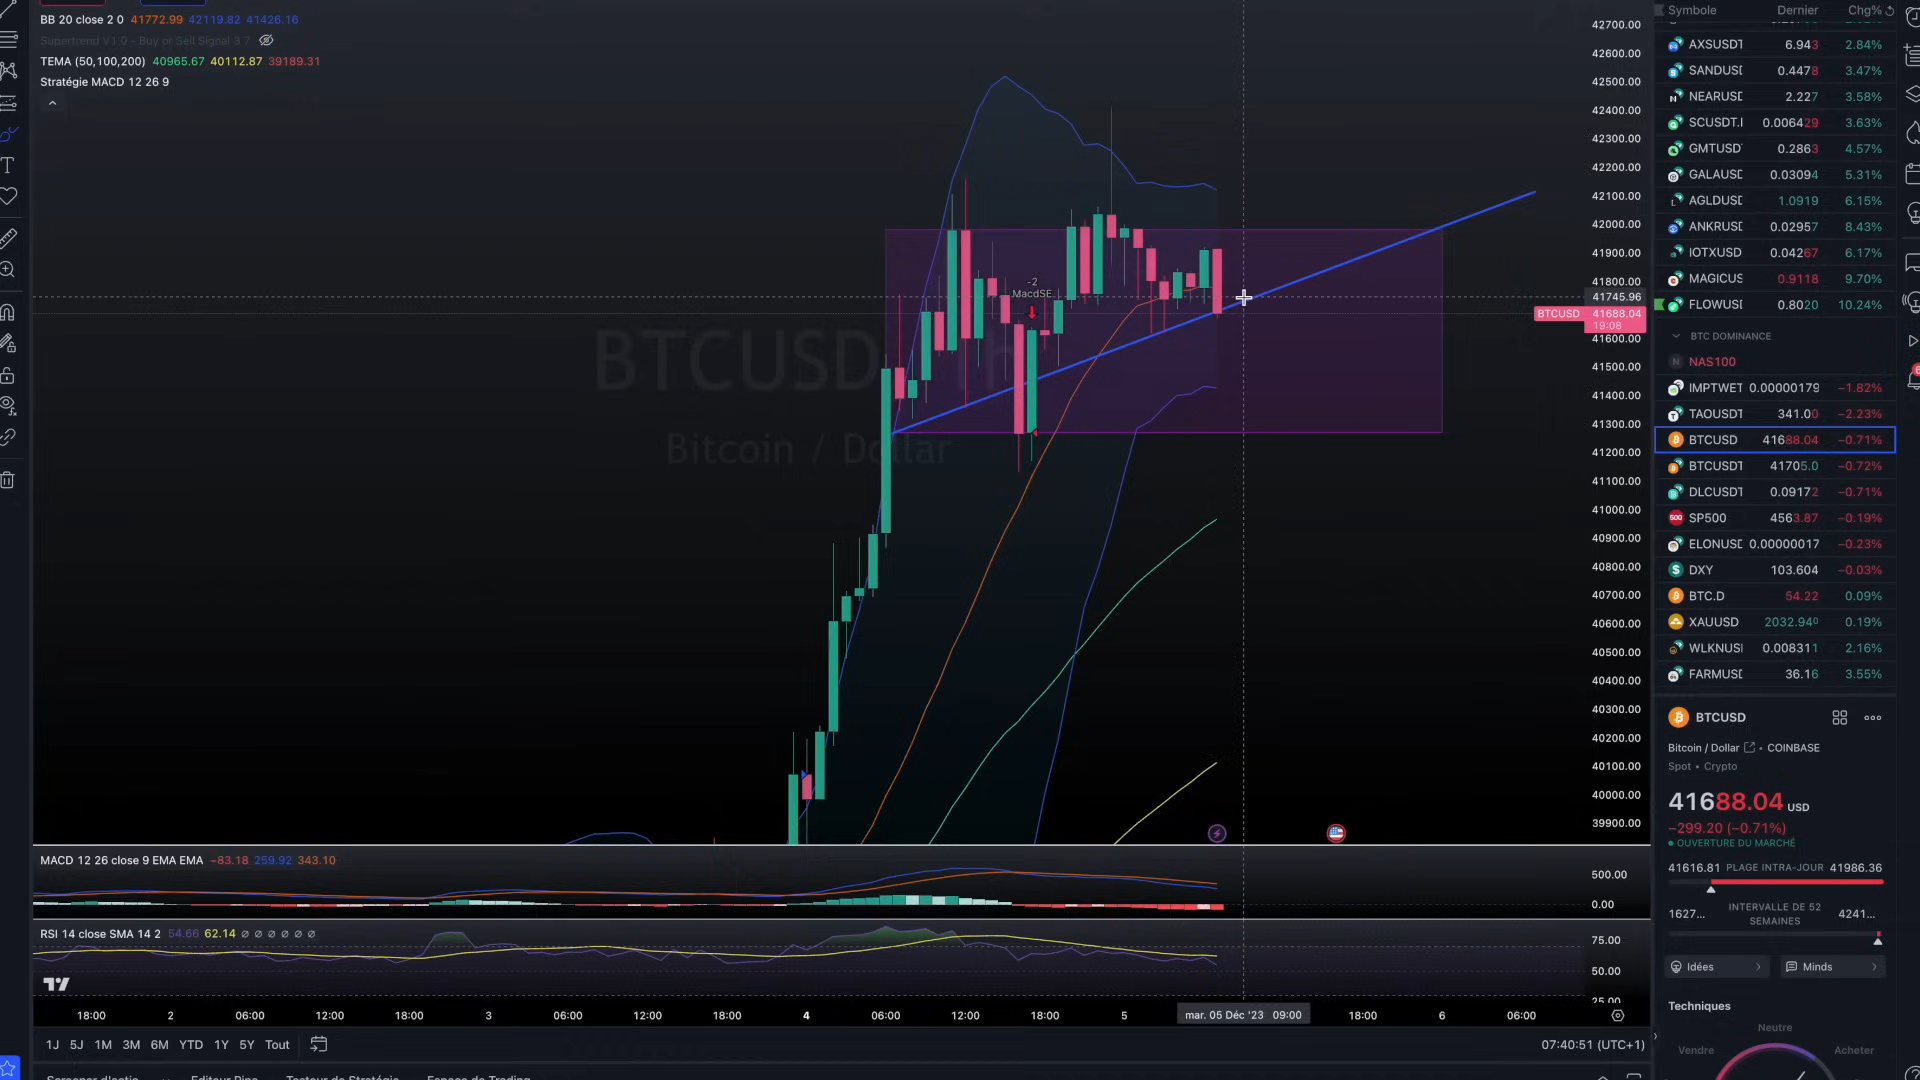 BB 20 close 2 0 41772.99 42119.82 41426.16
Supertrend V1.0 - Buy or Sell Signal 3 7
TEMA (50,100,200) 40965.67 40112.87 39189.31
Stratégie MACD 12 26 9
BTCUSD
Bitcoin / Dollar
-2
MacdSE
42700.00
42600.00
42500.00
42400.00
42300.00
42200.00
42100.00
42000.00
41900.00
41800.00
41745.96
BTCUSD 41688.04
19:08
41600.00
41500.00
41400.00
41300.00
41200.00
41100.00
41000.00
40900.00
40800.00
40700.00
40600.00
40500.00
40400.00
40300.00
40200.00
40100.00
40000.00
39900.00
MACD 12 26 close 9 EMA EMA −83.18 259.92 343.10
500.00
0.00
RSI 14 close SMA 14 2 54.66 62.14 ∅ ∅ ∅ ∅ ∅ ∅
75.00
50.00
25.00
18:00 2 06:00 12:00 18:00 3 06:00 12:00 18:00 4 06:00 12:00 18:00 5 mar. 05 Déc '23 09:00 18:00 6 06:00
1J 5J 1M 3M 6M YTD 1Y 5Y Tout
07:40:51 (UTC+1)
Symbole Dernier Chg%
AXSUSDT 6.943 2.84%
SANDUSD 0.4478 3.47%
NEARUSD 2.227 3.58%
SCUSDT.I 0.006429 3.63%
GMTUSD 0.2863 4.57%
GALAUSD 0.03094 5.31%
AGLDUSD 1.0919 6.15%
ANKRUSD 0.02957 8.43%
IOTXUSD 0.04267 6.17%
MAGICUS 0.9118 9.70%
FLOWUSI 0.8020 10.24%
BTC DOMINANCE
NAS100
IMPTWET 0.00000179 −1.82%
TAOUSDT 341.00 −2.23%
BTCUSD 41688.04 −0.71%
BTCUSDT 41705.0 −0.72%
DLCUSDT 0.09172 −0.71%
SP500 4563.87 −0.19%
ELONUSD 0.00000017 −0.23%
DXY 103.604 −0.03%
BTC.D 54.22 0.09%
XAUUSD 2032.940 0.19%
WLKNUSI 0.008311 2.16%
FARMUSD 36.16 3.55%
BTCUSD
Bitcoin / Dollar • COINBASE
Spot • Crypto
41688.04 USD
−299.20 (−0.71%)
OUVERTURE DU MARCHÉ
41616.81 PLAGE INTRA-JOUR 41986.36
1627... INTERVALLE DE 52 SEMAINES 4241...
Idées
Minds
Techniques
Neutre
Vendre Acheter